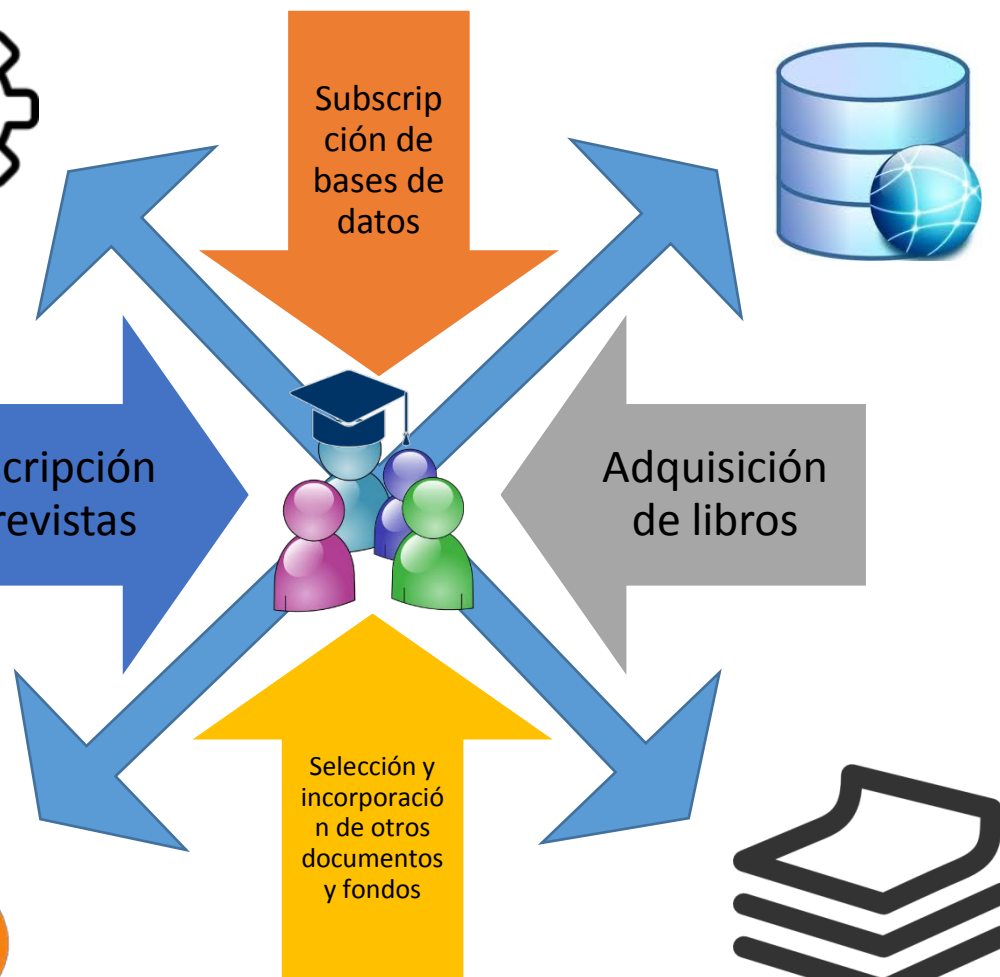 Subscrip
ción de
bases de
datos
cripción
revistas
Adquisición
de libros
Selección y
incorporació
n de otros
documentos
y fondos